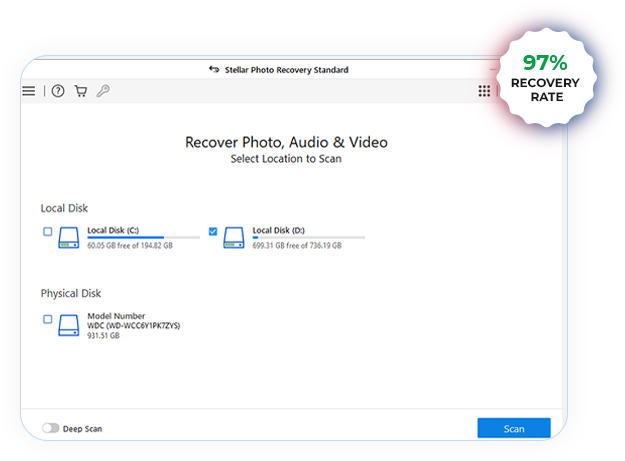 97%
RECOVERY
RATE
Stellar Photo Recovery Standard
Recover Photo, Audio & Video
Select Location to Scan
Local Disk
Local Disk (C:)
60.05 GB free of 194.82 GB
Local Disk (D:)
699.31 GB free of 736.19 GB
Physical Disk
Model Number
WDC (WD-WCC6Y1PK7ZYS)
931.51 GB
Deep Scan
Scan